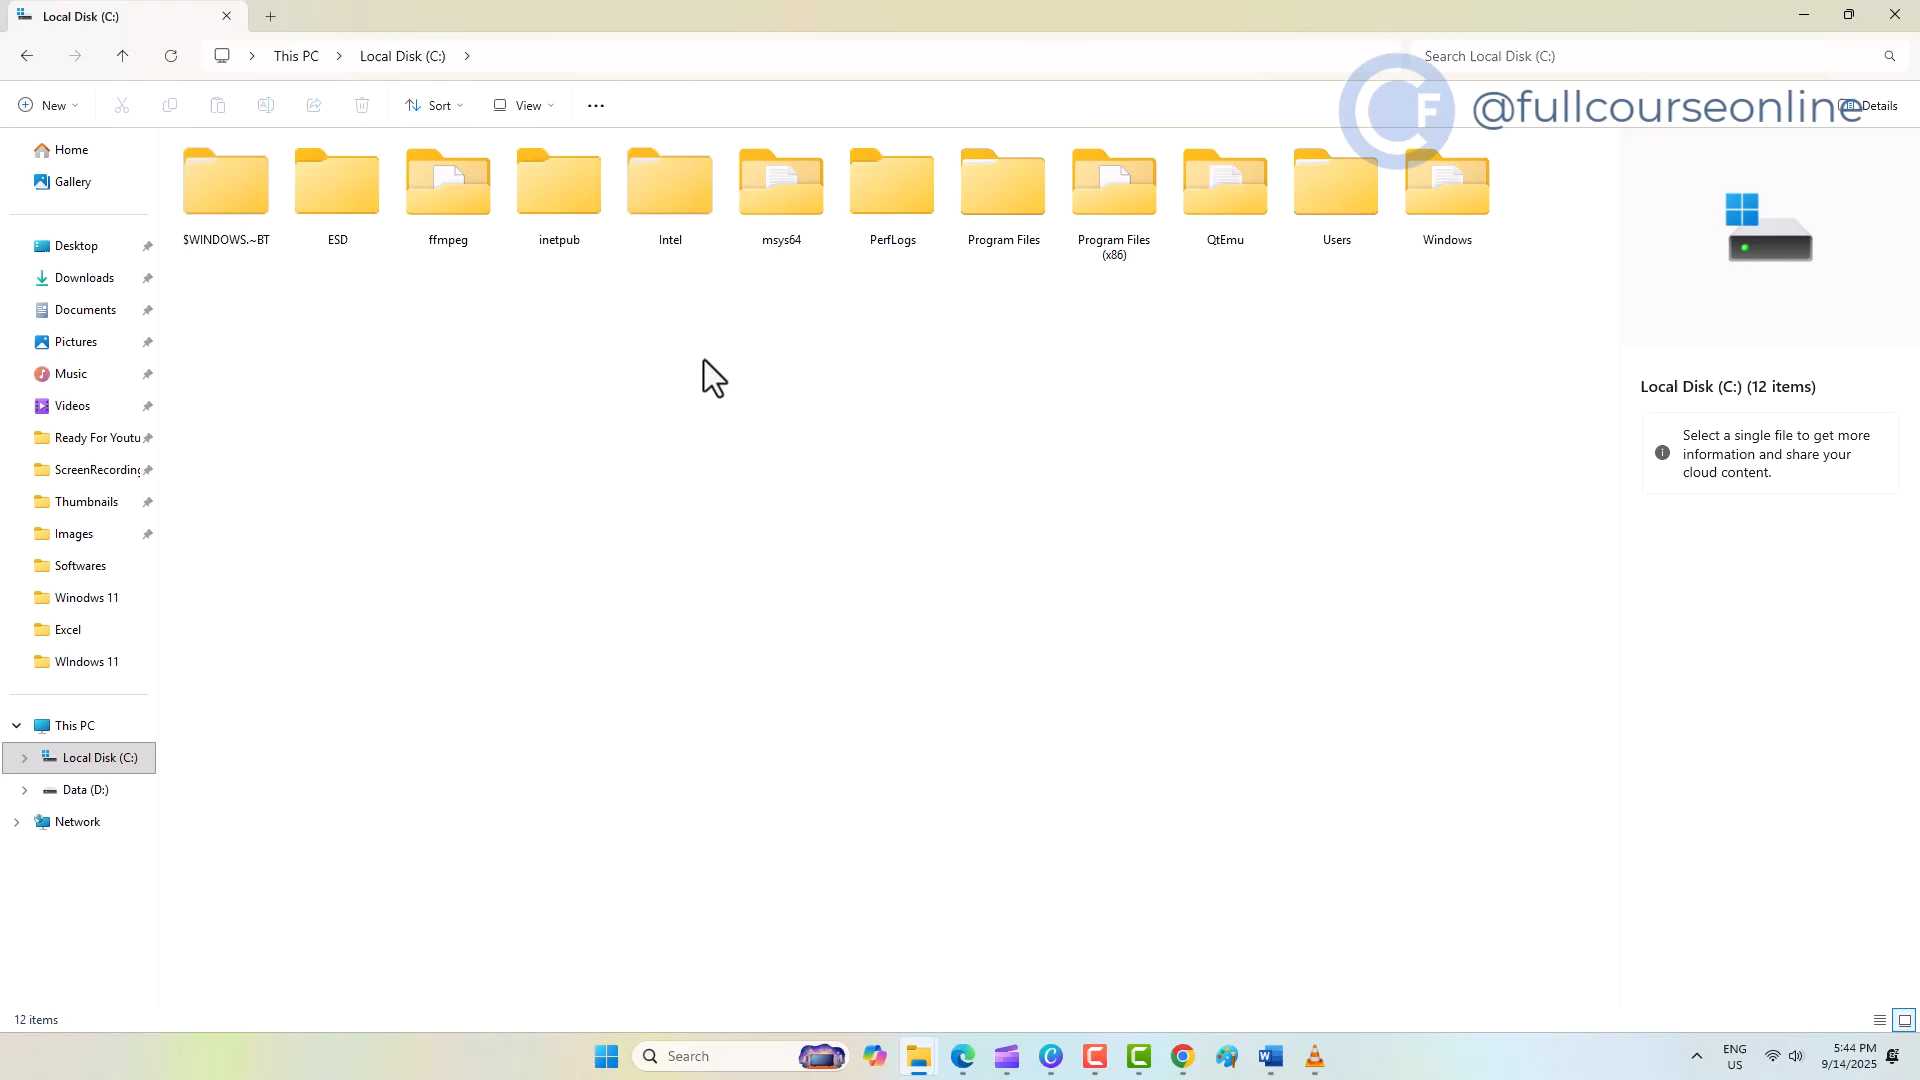 Local Disk (C:)
This PC
Local Disk (C:)
Search Local Disk (C:)
New
Sort
View
Details
@fullcourseonline
CF
Home
Gallery
Desktop
Downloads
Documents
Pictures
Music
Videos
Ready For Youtu
ScreenRecording
Thumbnails
Images
Softwares
Winodws 11
Excel
WIndows 11
This PC
Local Disk (C:)
Data (D:)
Network
$WINDOWS.~BT
ESD
ffmpeg
inetpub
Intel
msys64
PerfLogs
Program Files
Program Files
(x86)
QtEmu
Users
Windows
Local Disk (C:) (12 items)
Select a single file to get more
information and share your
cloud content.
12 items
Search
ENG
US
5:44 PM
9/14/2025